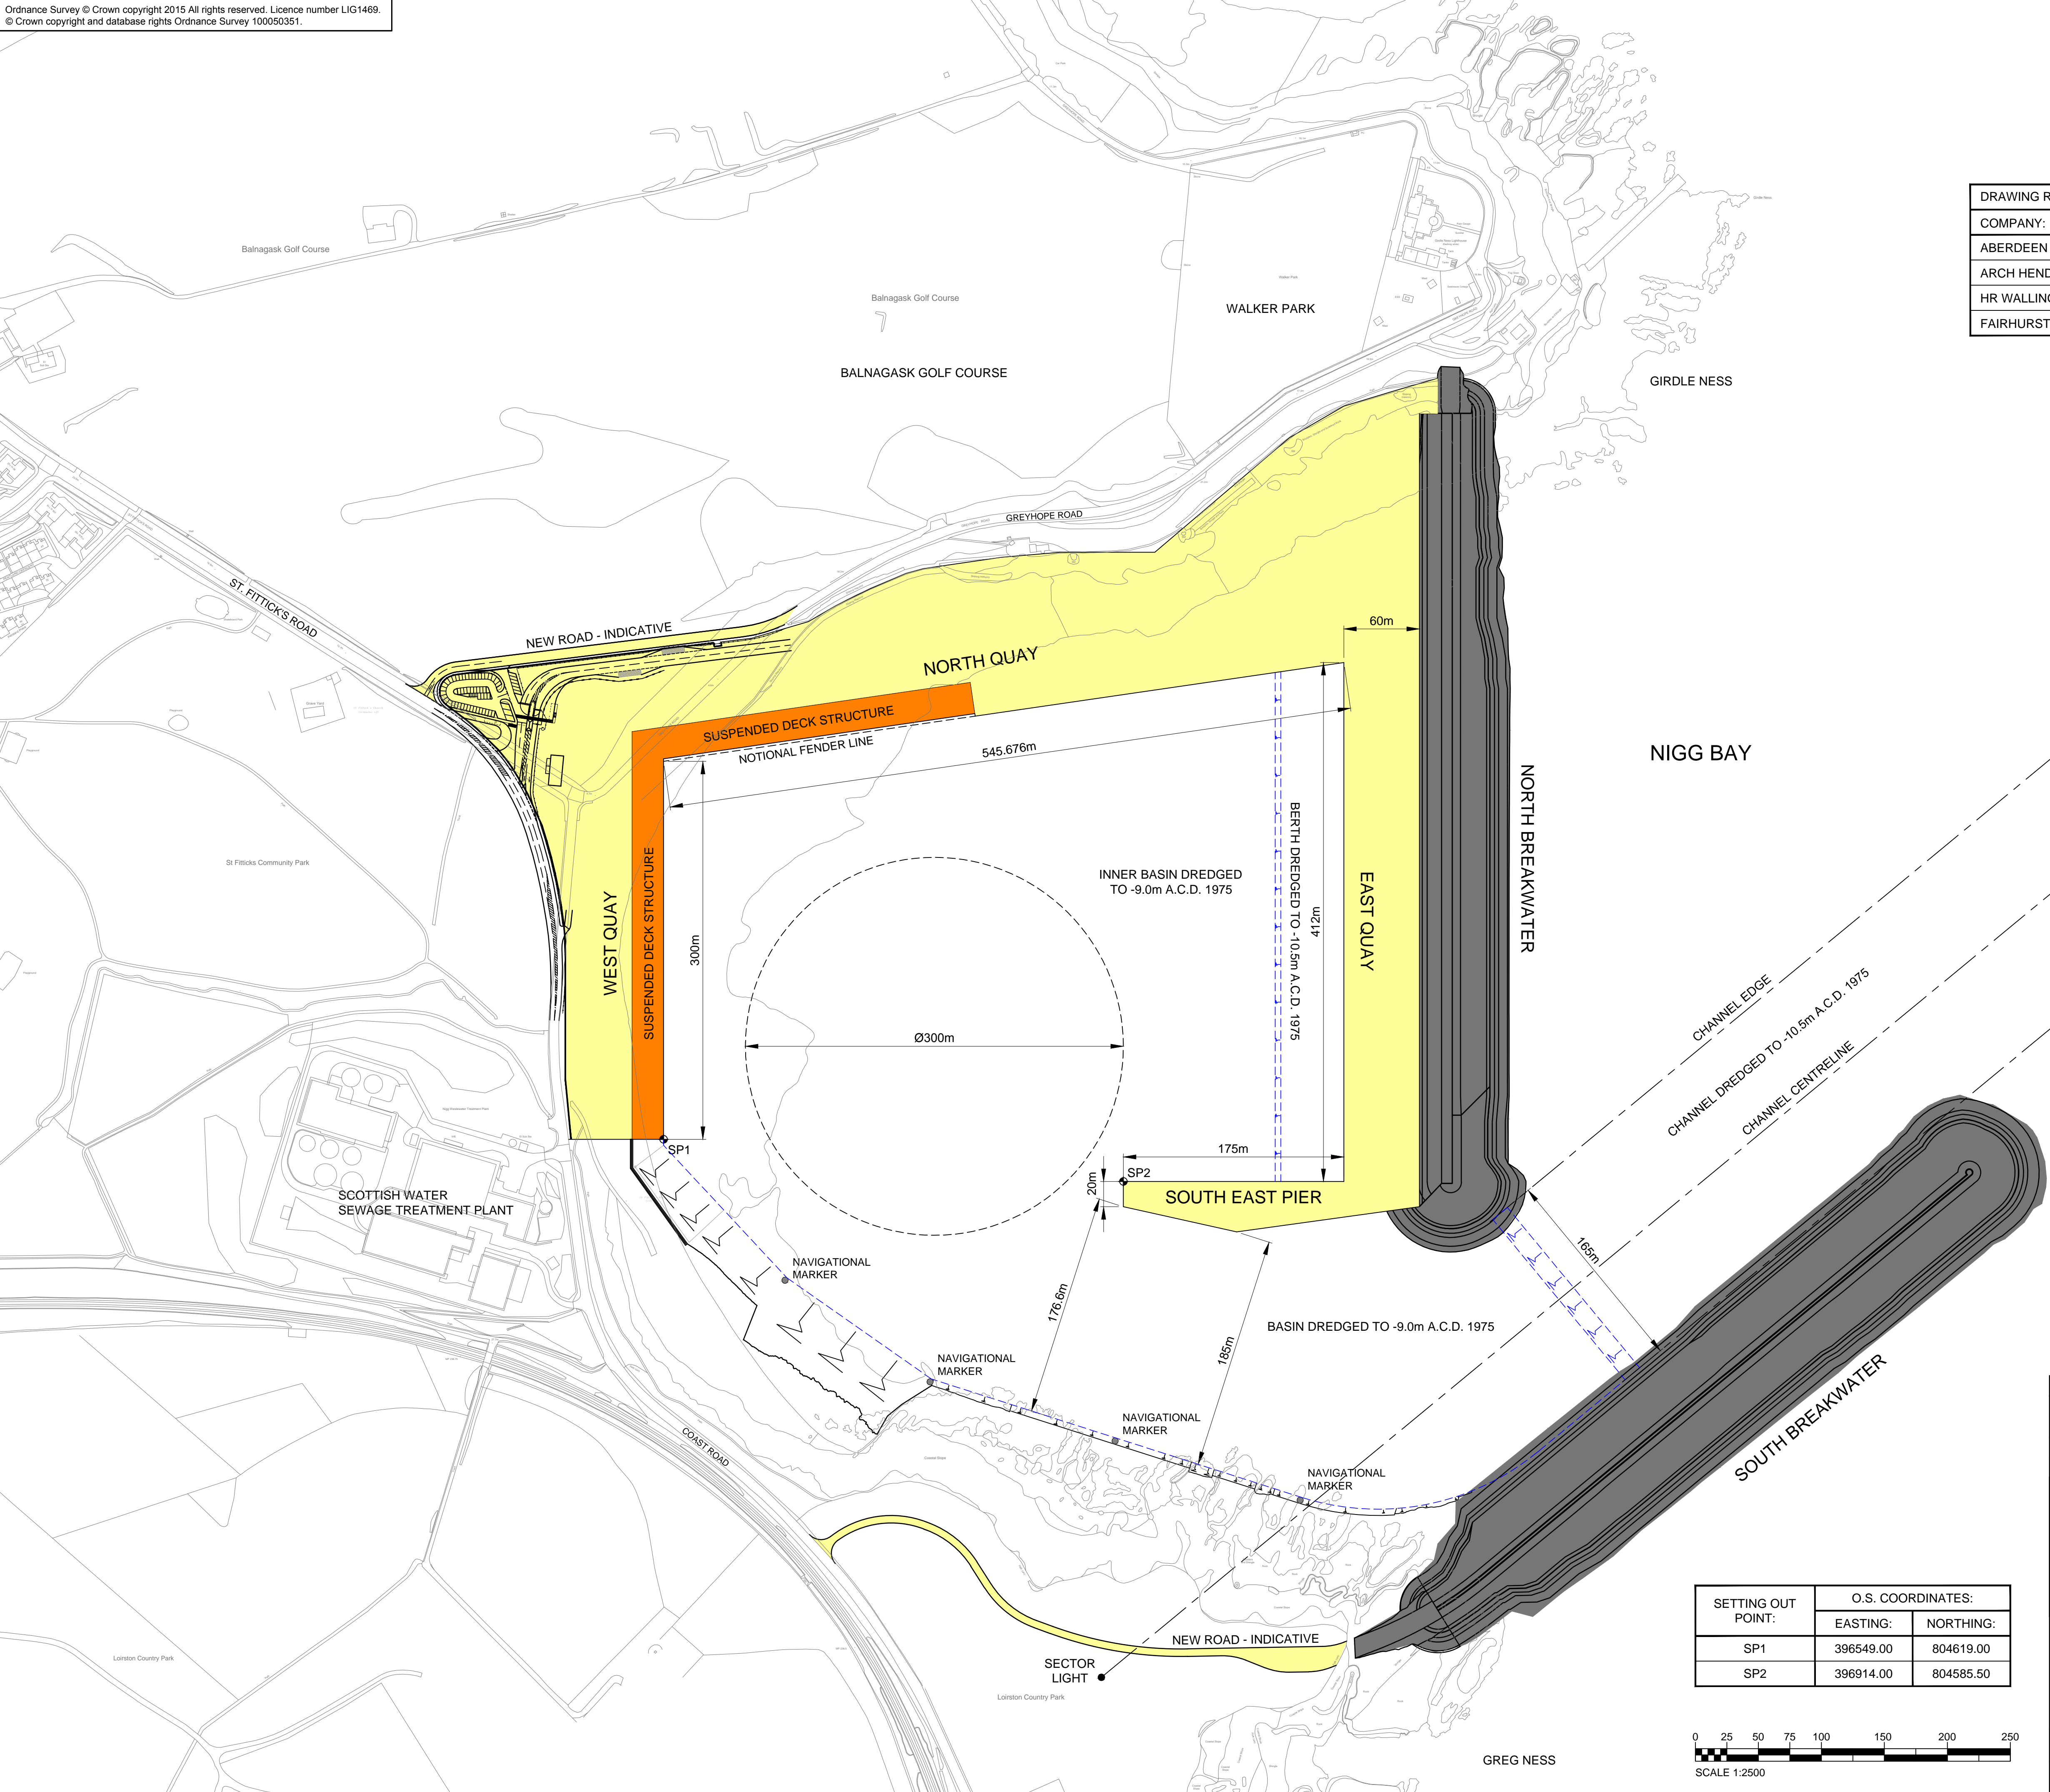 Ordnance Survey © Crown copyright 2015 All rights reserved. Licence number LIG1469.
© Crown copyright and database rights Ordnance Survey 100050351.
DRAWING R
COMPANY:
ABERDEEN
ARCH HEND
HR WALLING
FAIRHURST
Balnagask Golf Course
Balnagask Golf Course
Walker Park
WALKER PARK
Girdle Ness
BALNAGASK GOLF COURSE
GIRDLE NESS
GREYHOPE ROAD
ST. FITTICK'S ROAD
NEW ROAD - INDICATIVE
NORTH QUAY
60m
SUSPENDED DECK STRUCTURE
NOTIONAL FENDER LINE
545.676m
NIGG BAY
NORTH BREAKWATER
St Fitticks Community Park
WEST QUAY
SUSPENDED DECK STRUCTURE
300m
INNER BASIN DREDGED
TO -9.0m A.C.D. 1975
BERTH DREDGED TO -10.5m A.C.D. 1975
412m
EAST QUAY
Ø300m
CHANNEL EDGE
CHANNEL DREDGED TO -10.5m A.C.D. 1975
CHANNEL CENTRELINE
SP1
175m
SP2
20m
SOUTH EAST PIER
SCOTTISH WATER
SEWAGE TREATMENT PLANT
165m
NAVIGATIONAL
MARKER
176.6m
185m
BASIN DREDGED TO -9.0m A.C.D. 1975
NAVIGATIONAL
MARKER
NAVIGATIONAL
MARKER
NAVIGATIONAL
MARKER
COAST ROAD
SOUTH BREAKWATER
NEW ROAD - INDICATIVE
SECTOR
LIGHT
Loirston Country Park
Loirston Country Park
GREG NESS
SETTING OUT
POINT:
O.S. COORDINATES:
EASTING: NORTHING:
SP1 396549.00 804619.00
SP2 396914.00 804585.50
0 25 50 75 100 150 200 250
SCALE 1:2500